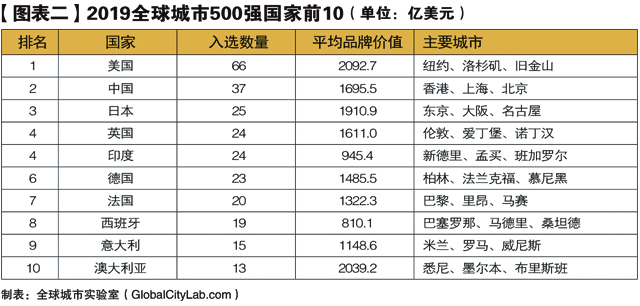 【图表二】2019全球城市500强国家前10（单位：亿美元）
排名 国家 入选数量 平均品牌价值 主要城市
1 美国 66 2092.7 纽约、洛杉矶、旧金山
2 中国 37 1695.5 香港、上海、北京
3 日本 25 1910.9 东京、大阪、名古屋
4 英国 24 1611.0 伦敦、爱丁堡、诺丁汉
4 印度 24 945.4 新德里、孟买、班加罗尔
6 德国 23 1485.5 柏林、法兰克福、慕尼黑
7 法国 20 1322.3 巴黎、里昂、马赛
8 西班牙 19 810.1 巴塞罗那、马德里、桑坦德
9 意大利 15 1148.6 米兰、罗马、威尼斯
10 澳大利亚 13 2039.2 悉尼、墨尔本、布里斯班
制表：全球城市实验室（GlobalCityLab.com）